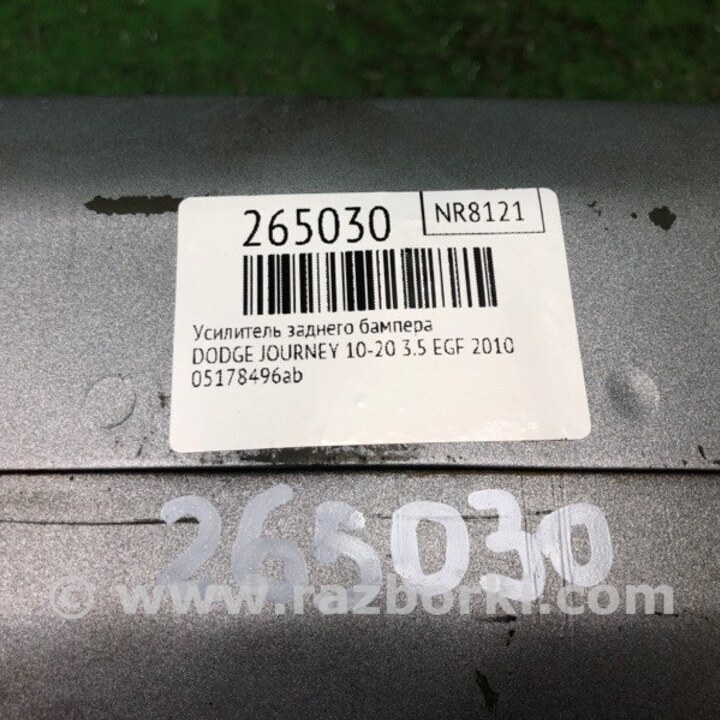 265030 NR8121
Усилитель заднего бампера
DODGE JOURNEY 10-20 3.5 EGF 2010
05178496ab
265030
© www.razborki.com